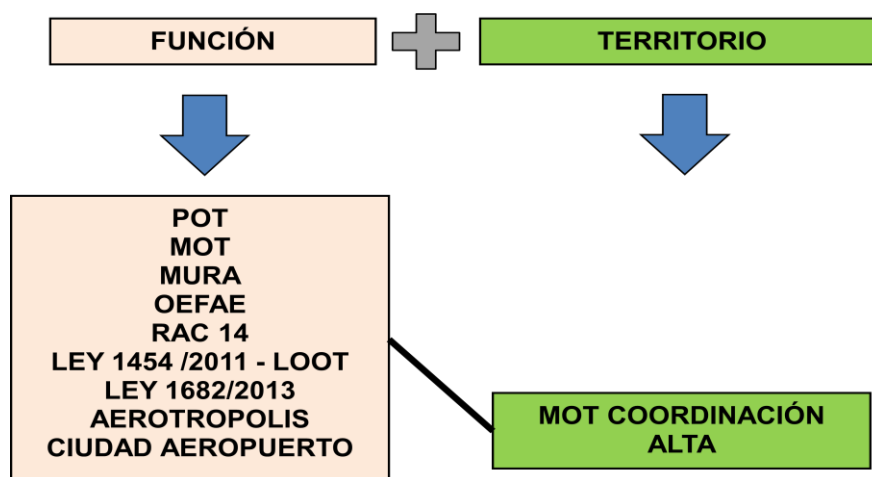 FUNCIÓN
TERRITORIO
POT
MOT
MURA
OEFAE
RAC 14
LEY 1454 /2011 - LOOT
LEY 1682/2013
AEROTROPOLIS
CIUDAD AEROPUERTO
MOT COORDINACIÓN
ALTA